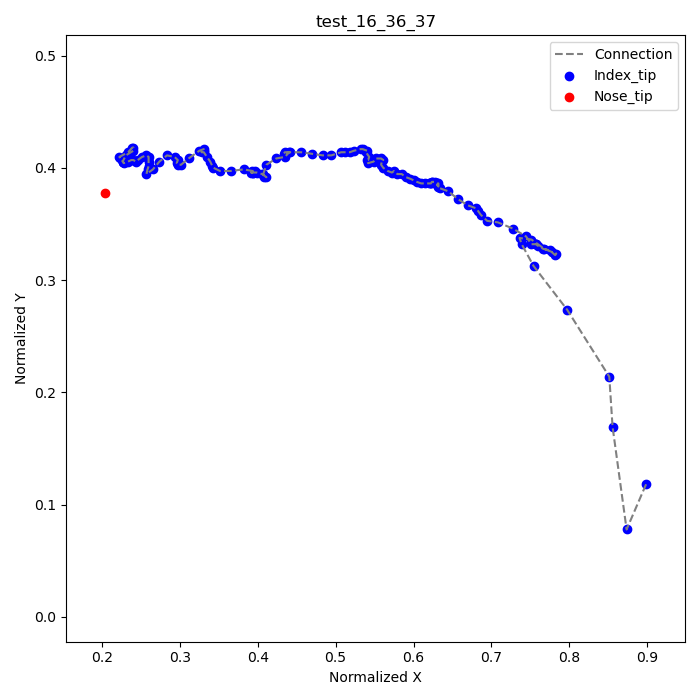 test_16_36_37
Connection
Index_tip
Nose_tip
0.5
0.4
0.3
0.2
0.1
0.0
Normalized Y
0.2 0.3 0.4 0.5 0.6 0.7 0.8 0.9
Normalized X